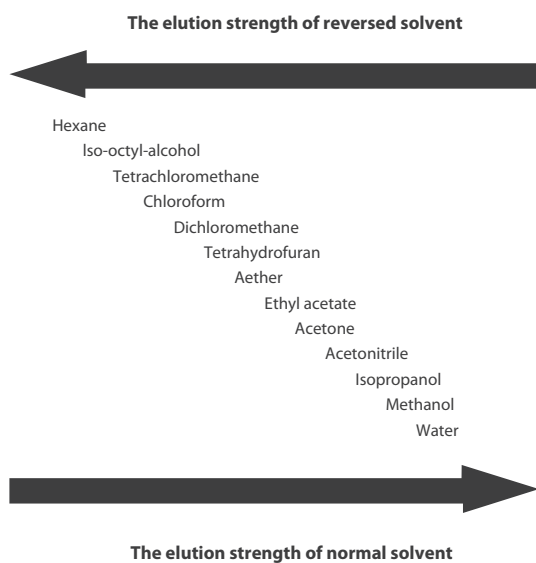 The elution strength of reversed solvent
Hexane
Iso-octyl-alcohol
Tetrachloromethane
Chloroform
Dichloromethane
Tetrahydrofuran
Aether
Ethyl acetate
Acetone
Acetonitrile
Isopropanol
Methanol
Water
The elution strength of normal solvent